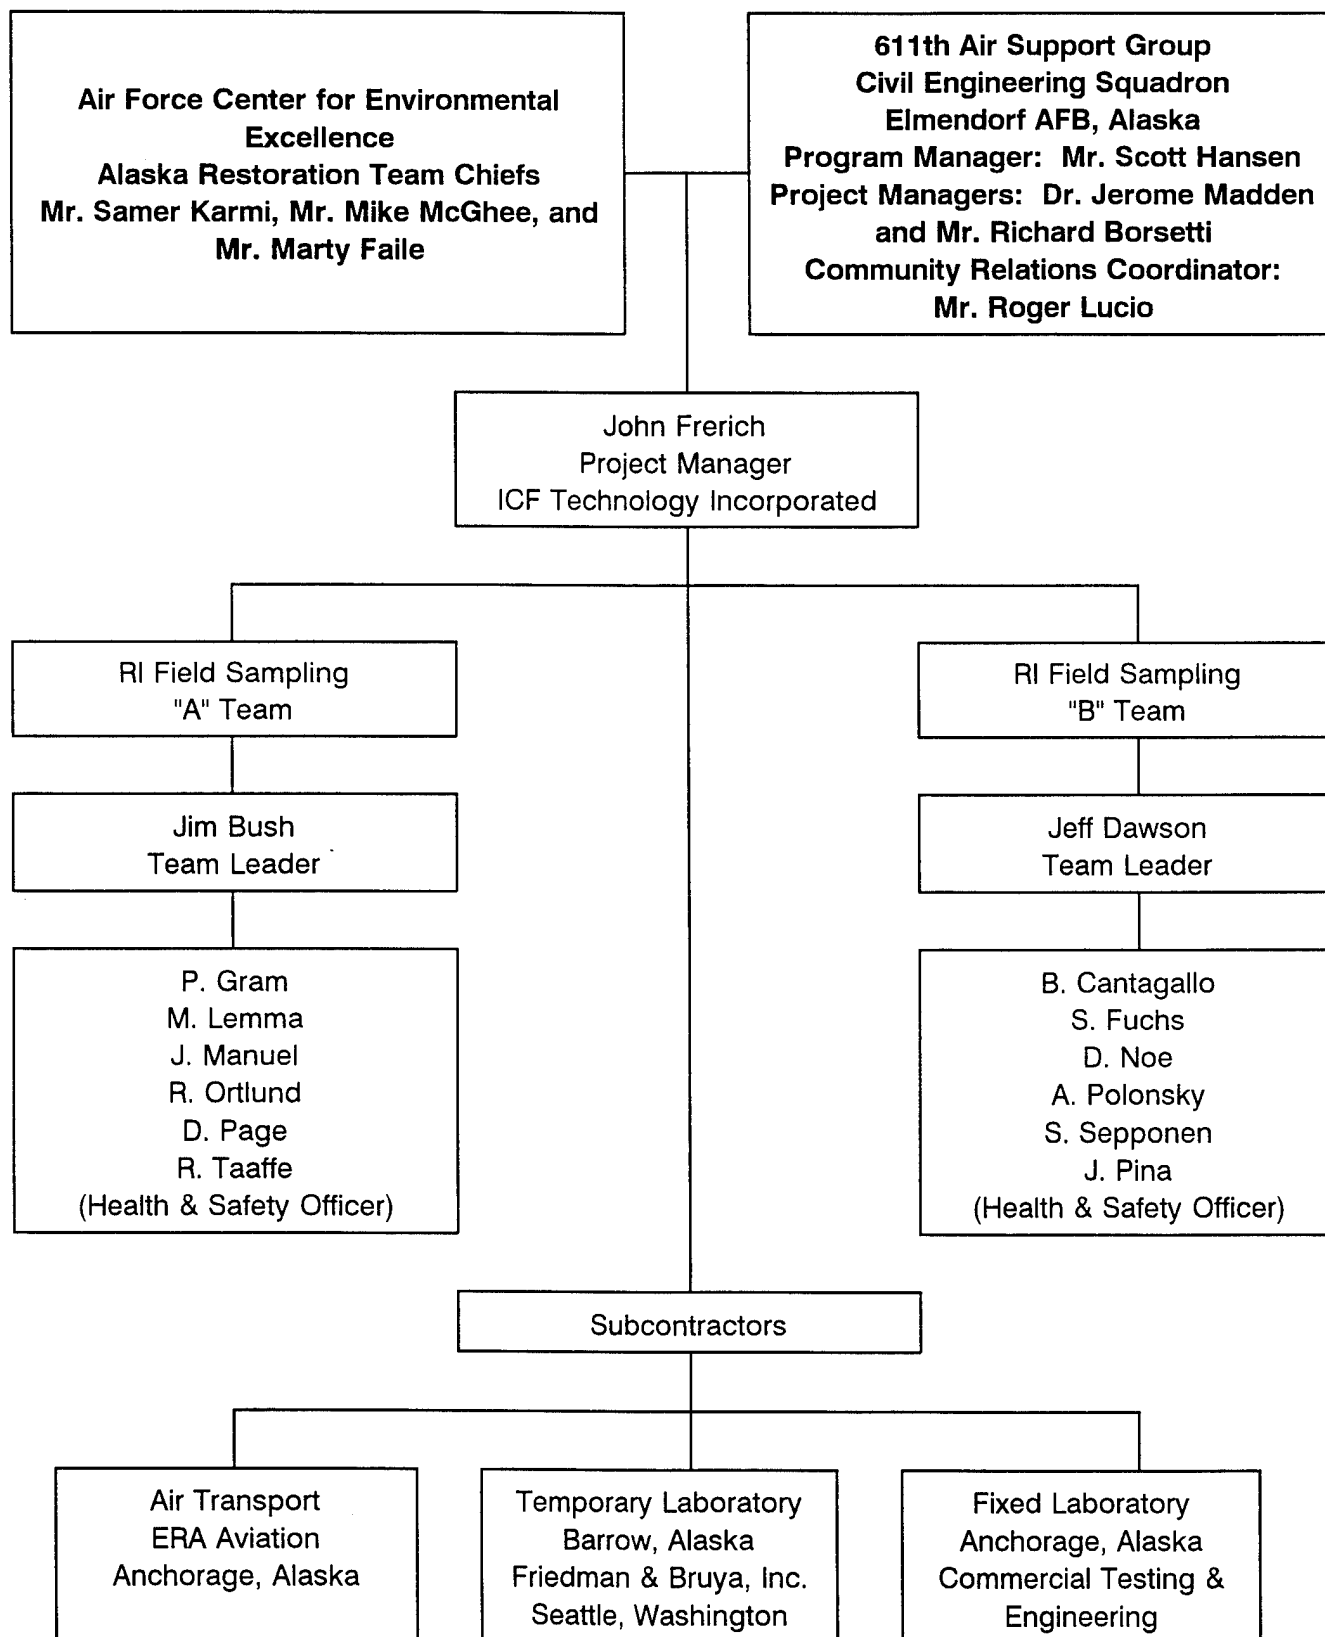 Air Force Center for Environmental
Excellence
Alaska Restoration Team Chiefs
Mr. Samer Karmi, Mr. Mike McGhee, and
Mr. Marty Faile
611th Air Support Group
Civil Engineering Squadron
Elmendorf AFB, Alaska
Program Manager: Mr. Scott Hansen
Project Managers: Dr. Jerome Madden
and Mr. Richard Borsetti
Community Relations Coordinator:
Mr. Roger Lucio
John Frerich
Project Manager
ICF Technology Incorporated
RI Field Sampling
"A" Team
RI Field Sampling
"B" Team
Jim Bush
Team Leader
Jeff Dawson
Team Leader
P. Gram
M. Lemma
J. Manuel
R. Ortlund
D. Page
R. Taaffe
(Health & Safety Officer)
B. Cantagallo
S. Fuchs
D. Noe
A. Polonsky
S. Sepponen
J. Pina
(Health & Safety Officer)
Subcontractors
Air Transport
ERA Aviation
Anchorage, Alaska
Temporary Laboratory
Barrow, Alaska
Friedman & Bruya, Inc.
Seattle, Washington
Fixed Laboratory
Anchorage, Alaska
Commercial Testing &
Engineering